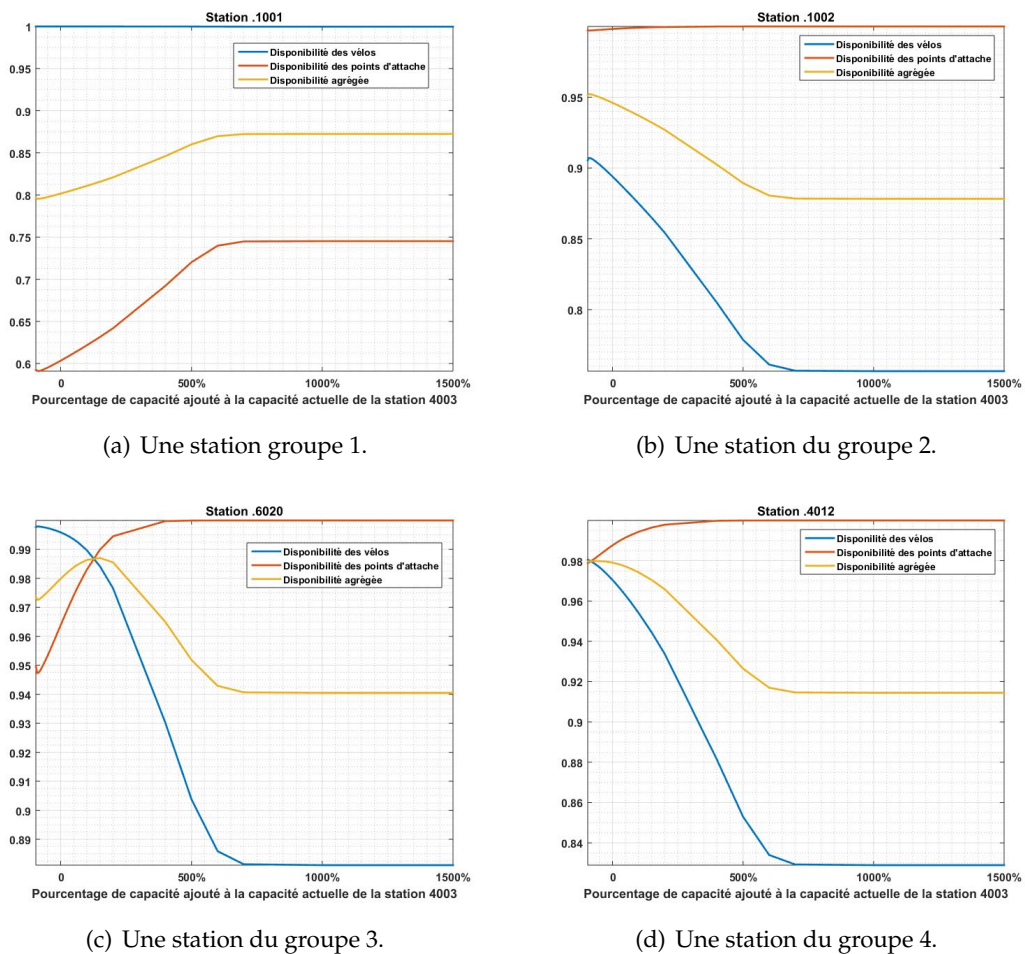 Station .1001
1
0.95
0.9
0.85
0.8
0.75
0.7
0.65
0.6
Disponibilité des vélos
Disponibilité des points d'attache
Disponibilité agrégée
0 500% 1000% 1500%
Pourcentage de capacité ajouté à la capacité actuelle de la station 4003
(a) Une station groupe 1.
Station .1002
0.95
0.9
0.85
0.8
Disponibilité des vélos
Disponibilité des points d'attache
Disponibilité agrégée
0 500% 1000% 1500%
Pourcentage de capacité ajouté à la capacité actuelle de la station 4003
(b) Une station du groupe 2.
Station .6020
0.99
0.98
0.97
0.96
0.95
0.94
0.93
0.92
0.91
0.9
0.89
Disponibilité des vélos
Disponibilité des points d'attache
Disponibilité agrégée
0 500% 1000% 1500%
Pourcentage de capacité ajouté à la capacité actuelle de la station 4003
(c) Une station du groupe 3.
Station .4012
0.98
0.96
0.94
0.92
0.9
0.88
0.86
0.84
Disponibilité des vélos
Disponibilité des points d'attache
Disponibilité agrégée
0 500% 1000% 1500%
Pourcentage de capacité ajouté à la capacité actuelle de la station 4003
(d) Une station du groupe 4.